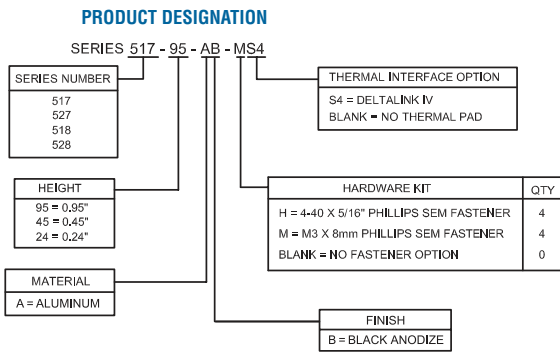 PRODUCT DESIGNATION
SERIES 517 - 95 - AB - MS4
SERIES NUMBER
517
527
518
528
THERMAL INTERFACE OPTION
S4 = DELTALINK IV
BLANK = NO THERMAL PAD
HEIGHT
95 = 0.95"
45 = 0.45"
24 = 0.24"
HARDWARE KIT QTY
H = 4-40 X 5/16" PHILLIPS SEM FASTENER 4
M = M3 X 8mm PHILLIPS SEM FASTENER 4
BLANK = NO FASTENER OPTION 0
MATERIAL
A = ALUMINUM
FINISH
B = BLACK ANODIZE